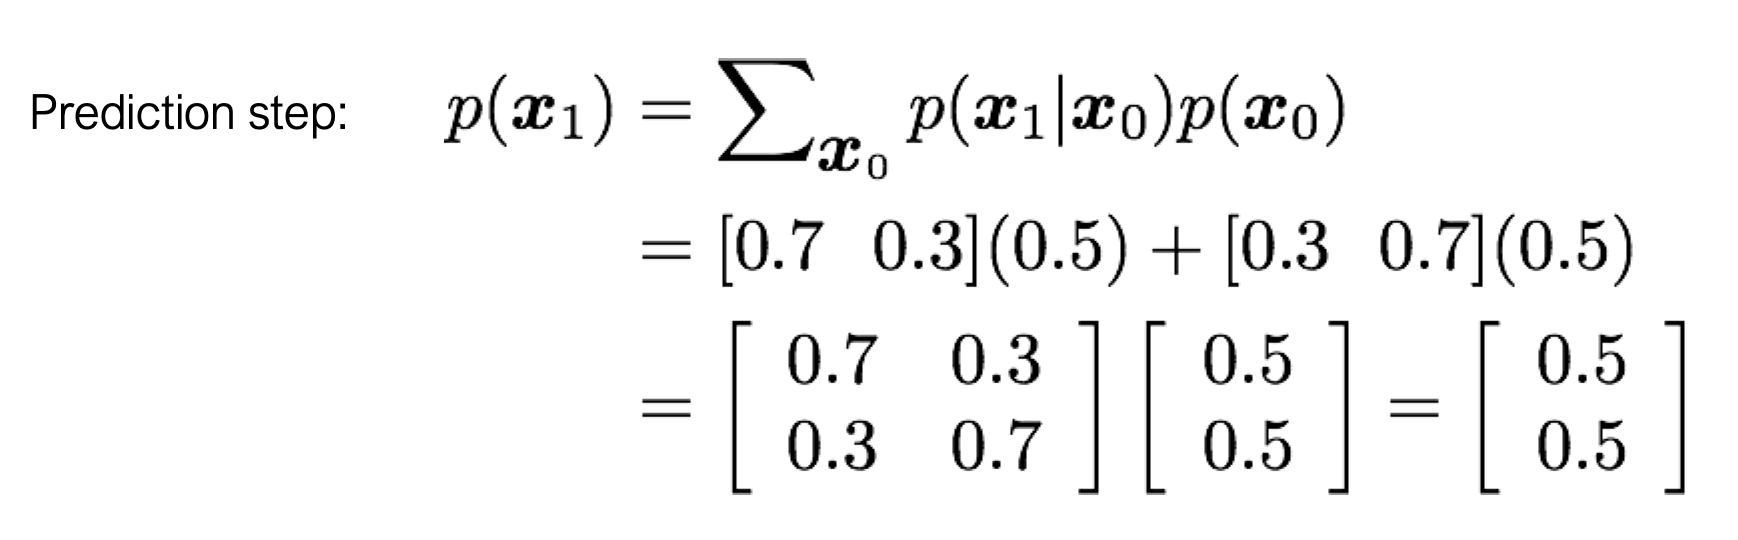 Prediction step: p(𝒙₁) = ∑𝒙₀ p(𝒙₁|𝒙₀)p(𝒙₀)
= [0.7 0.3](0.5) + [0.3 0.7](0.5)
= [ 0.7 0.3 ] [ 0.5 ] = [ 0.5 ]
[ 0.3 0.7 ] [ 0.5 ] [ 0.5 ]